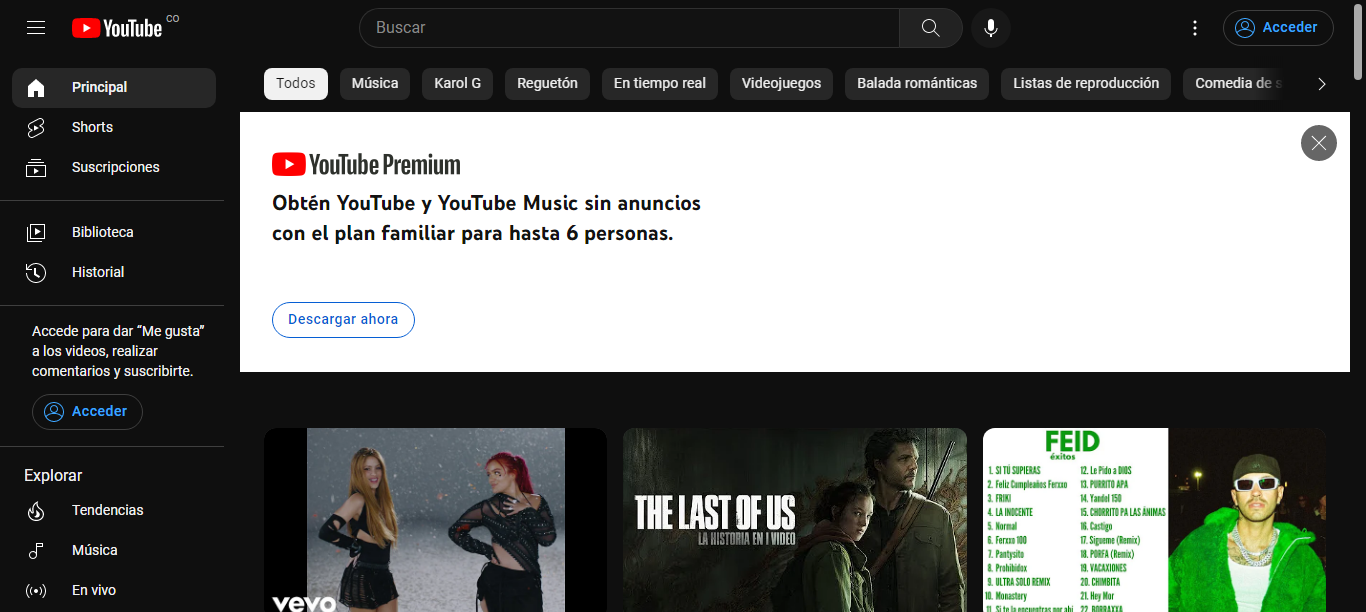 YouTube CO
Buscar
Acceder
Principal
Shorts
Suscripciones
Biblioteca
Historial
Accede para dar “Me gusta”
a los videos, realizar
comentarios y suscribirte.
Acceder
Explorar
Tendencias
Música
En vivo
Todos
Música
Karol G
Reguetón
En tiempo real
Videojuegos
Balada románticas
Listas de reproducción
Comedia de s
YouTube Premium
Obtén YouTube y YouTube Music sin anuncios
con el plan familiar para hasta 6 personas.
Descargar ahora
vevo
THE LAST OF US
LA HISTORIA EN 1 VIDEO
FEID
éxitos
1. SI TÚ SUPIERAS
2. Feliz Cumpleaños Ferxxo
3. FRIKI
4. LA INOCENTE
5. Normal
6. Ferxxo 100
7. Pantysito
8. Prohibidox
9. ULTRA SOLO REMIX
10. Monastery
11. Si te la encuentras por ahí
12. Le Pido a DIOS
13. PURRITO APA
14. Yandel 150
15. CHORRITO PA LAS ÁNIMAS
16. Castigo
17. Sigueme (Remix)
18. PORFA (Remix)
19. VACAXIONES
20. CHIMBITA
21. Hey Mor
22. BORRAXXA